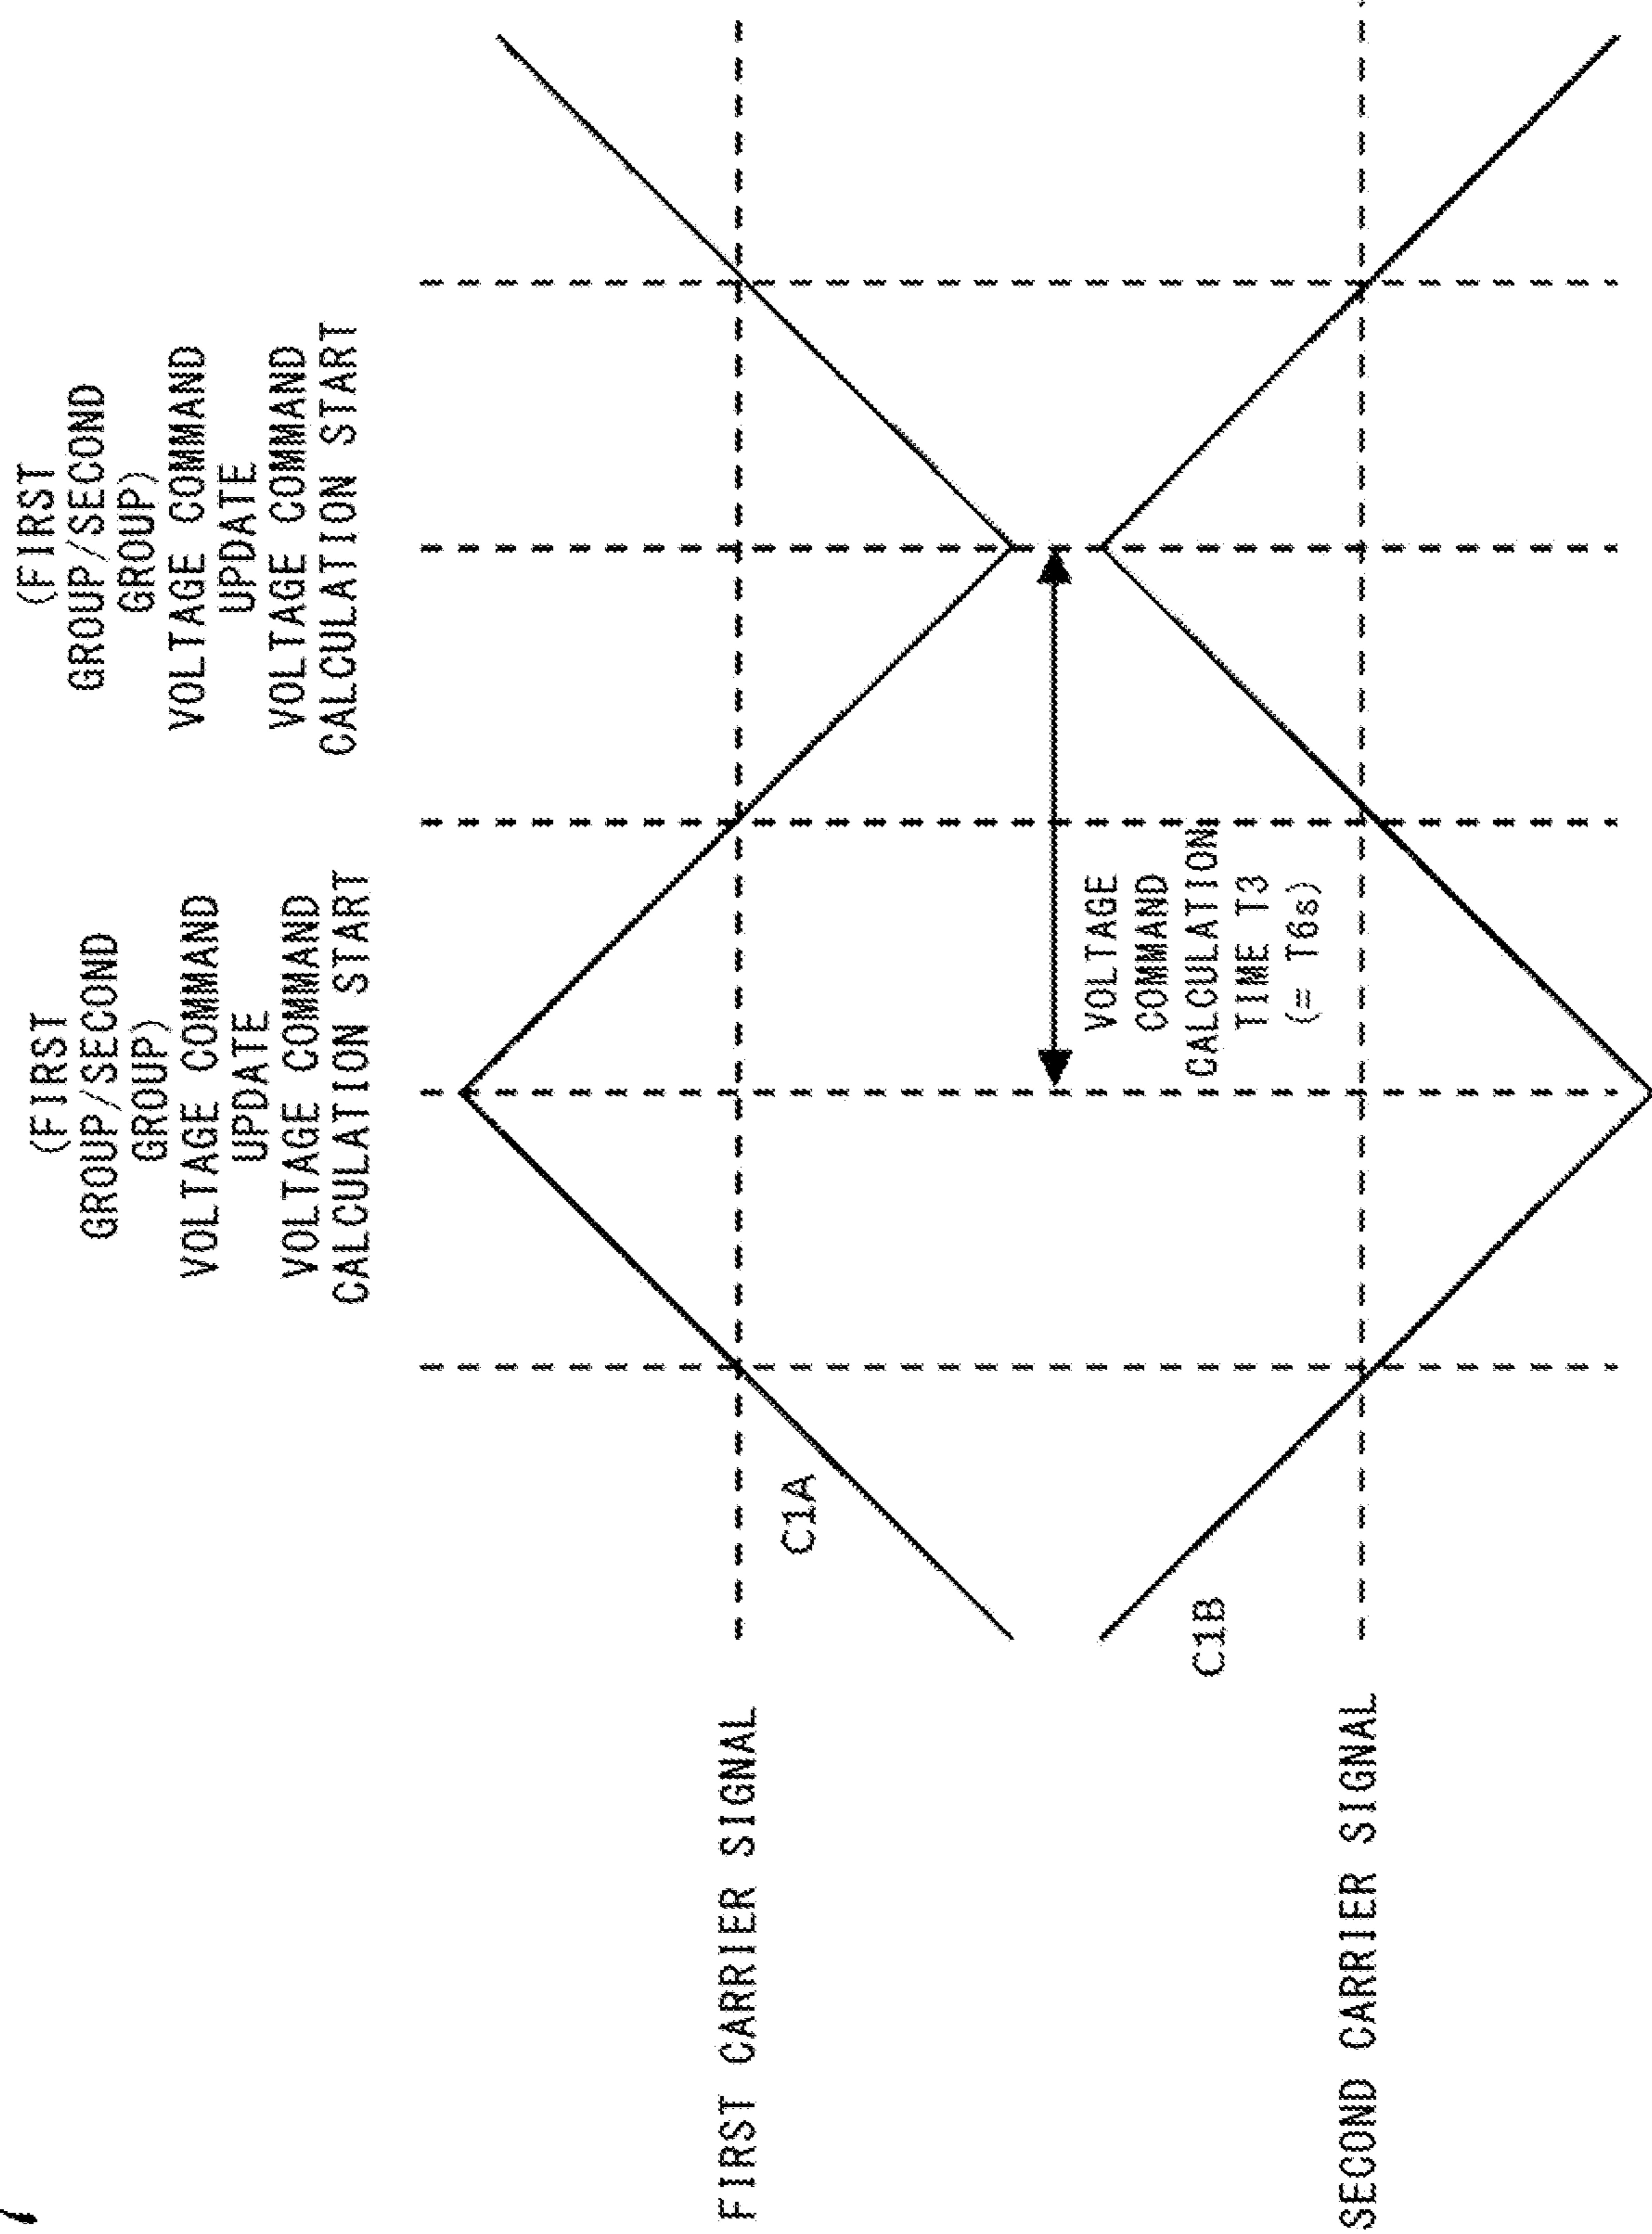 (FIRST
GROUP/SECOND
GROUP)
VOLTAGE COMMAND
UPDATE
VOLTAGE COMMAND
CALCULATION START
(FIRST
GROUP/SECOND
GROUP)
VOLTAGE COMMAND
UPDATE
VOLTAGE COMMAND
CALCULATION START
FIRST CARRIER SIGNAL
C1A
VOLTAGE
COMMAND
CALCULATION
TIME T3
(= T6s)
C1B
SECOND CARRIER SIGNAL